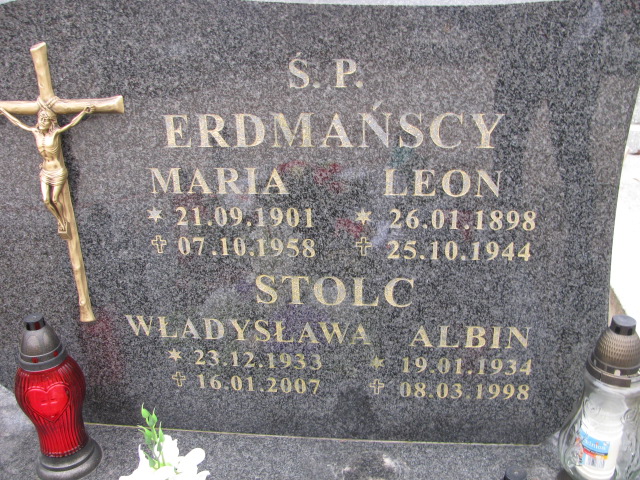 Ś. P.
ERDMAŃSCY
MARIA LEON
* 21.09.1901 * 26.01.1898
✝ 07.10.1958 ✝ 25.10.1944
STOLC
WŁADYSŁAWA ALBIN
* 23.12.1933 * 19.01.1934
✝ 16.01.2007 ✝ 08.03.1998